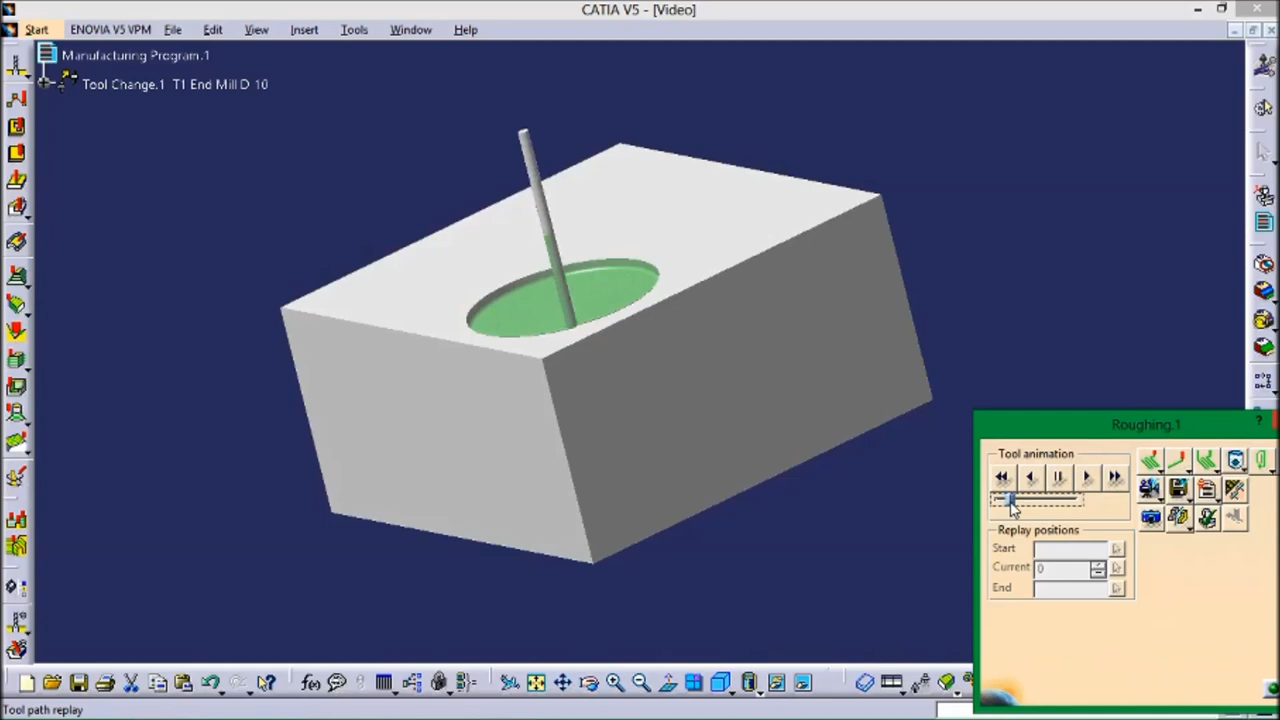 CATIA V5 - [Video]
Start ENOVIA V5 VPM File Edit View Insert Tools Window Help
Manufacturing Program.1
Tool Change.1 T1 End Mill D 10
Roughing.1 ?
Tool animation
Replay positions
Start
Current 0
End
f(x)
Tool path replay